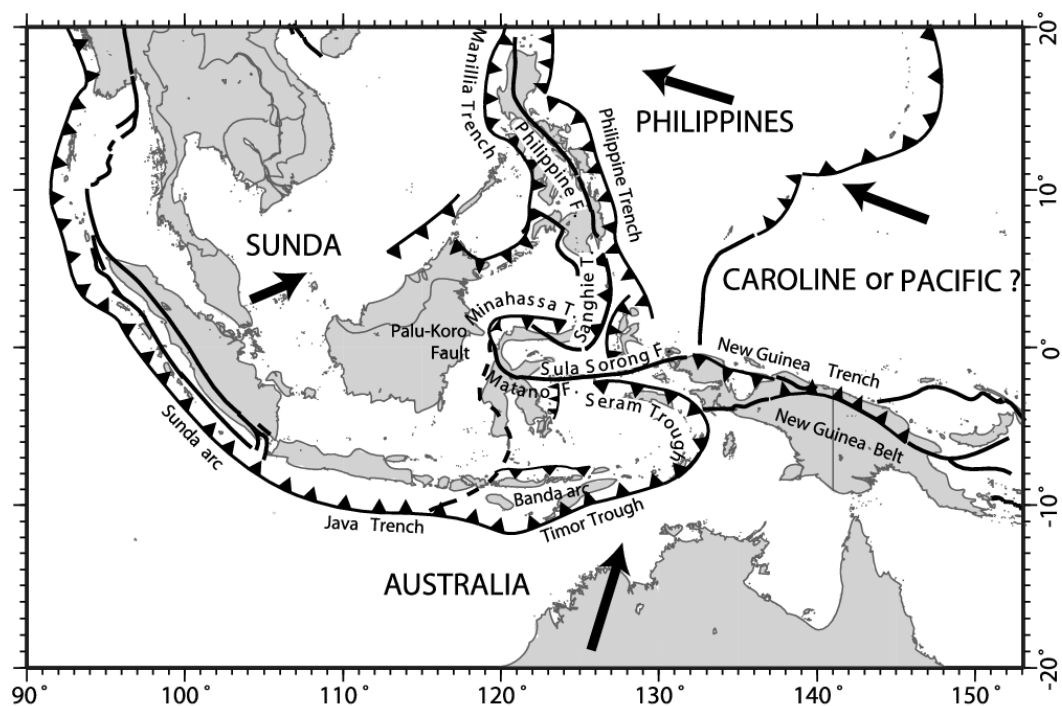 20°
10°
0°
-10°
-20°
90°
100°
110°
120°
130°
140°
150°
Manillia Trench
Philippine F.
Philippine Trench
PHILIPPINES
SUNDA
CAROLINE or PACIFIC ?
Sanghie T.
Minahassa T.
Palu-Koro
Fault
Sula Sorong F.
New Guinea Trench
Matano F.
Seram Trough
New Guinea Belt
Sunda arc
Banda arc
Java Trench
Timor Trough
AUSTRALIA